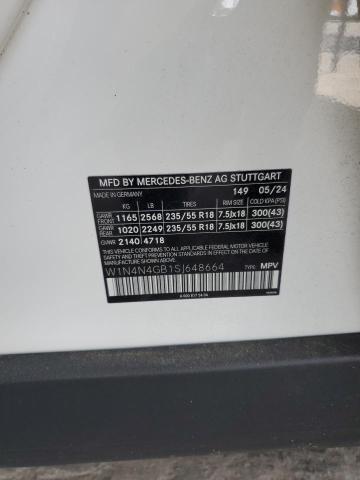 MFD BY MERCEDES-BENZ AG STUTTGART
MADE IN GERMANY 149 05/24
KG LB TIRES RIM SIZE COLD KPA (PSI)
GAWR FRONT 1165 2568 235/55 R18 7.5Jx18 300(43)
GAWR REAR 1020 2249 235/55 R18 7.5Jx18 300(43)
GVWR 2140 4718
THIS VEHICLE CONFORMS TO ALL APPLICABLE U.S. FEDERAL MOTOR VEHICLE
SAFETY AND THEFT PREVENTION STANDARDS IN EFFECT ON THE DATE OF
MANUFACTURE SHOWN ABOVE.
W1N4N4GB1SJ648664 TYPE: MPV